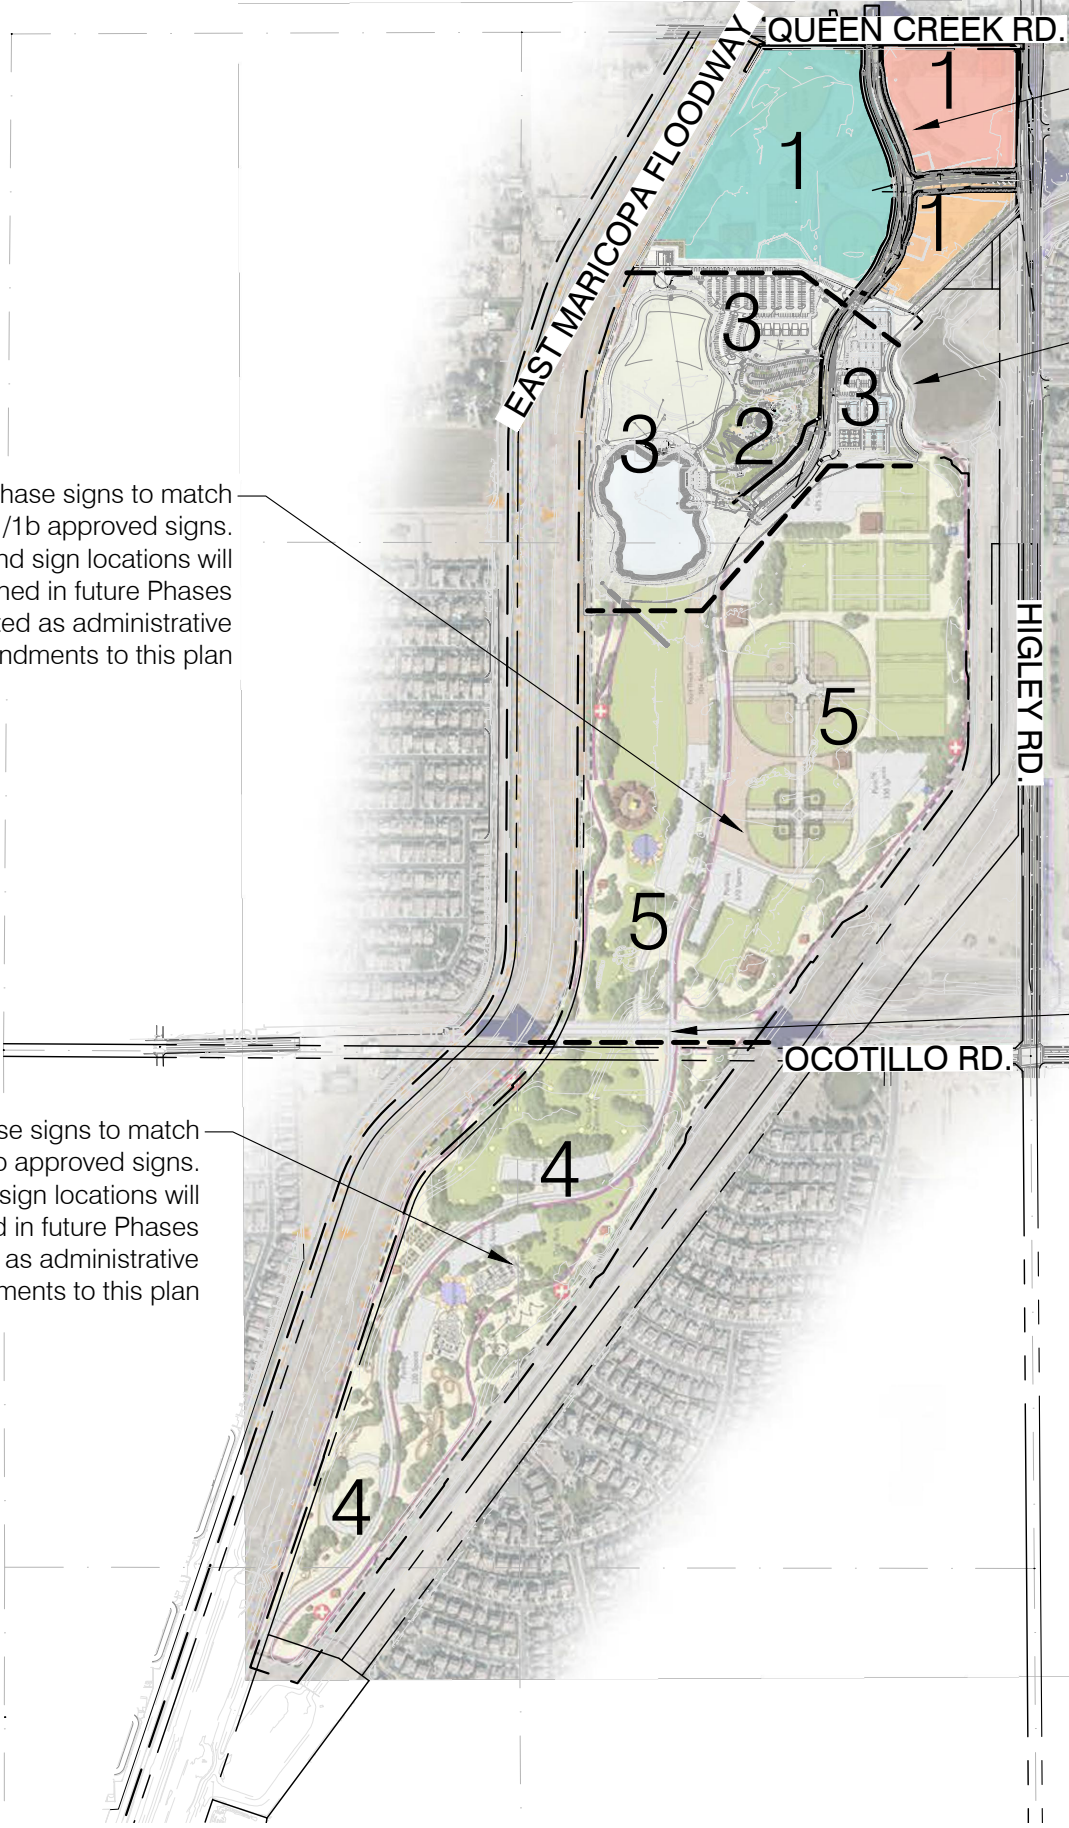 QUEEN CREEK RD.
EAST MARICOPA FLOODWAY
1
1
1
3
3
3
2
hase signs to match
/1b approved signs.
nd sign locations will
ned in future Phases
ted as administrative
ndments to this plan
HIGLEY RD.
5
5
OCOTILLO RD.
se signs to match
o approved signs.
sign locations will
d in future Phases
as administrative
ments to this plan
4
4